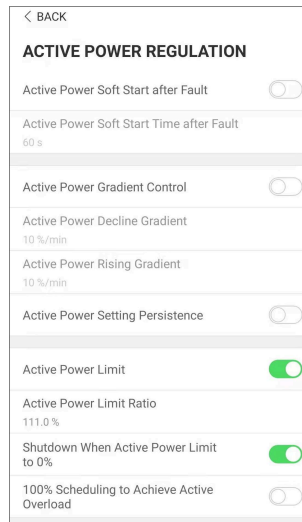 < BACK
ACTIVE POWER REGULATION
Active Power Soft Start after Fault
Active Power Soft Start Time after Fault
60 s
Active Power Gradient Control
Active Power Decline Gradient
10 %/min
Active Power Rising Gradient
10 %/min
Active Power Setting Persistence
Active Power Limit
Active Power Limit Ratio
111.0 %
Shutdown When Active Power Limit
to 0%
100% Scheduling to Achieve Active
Overload